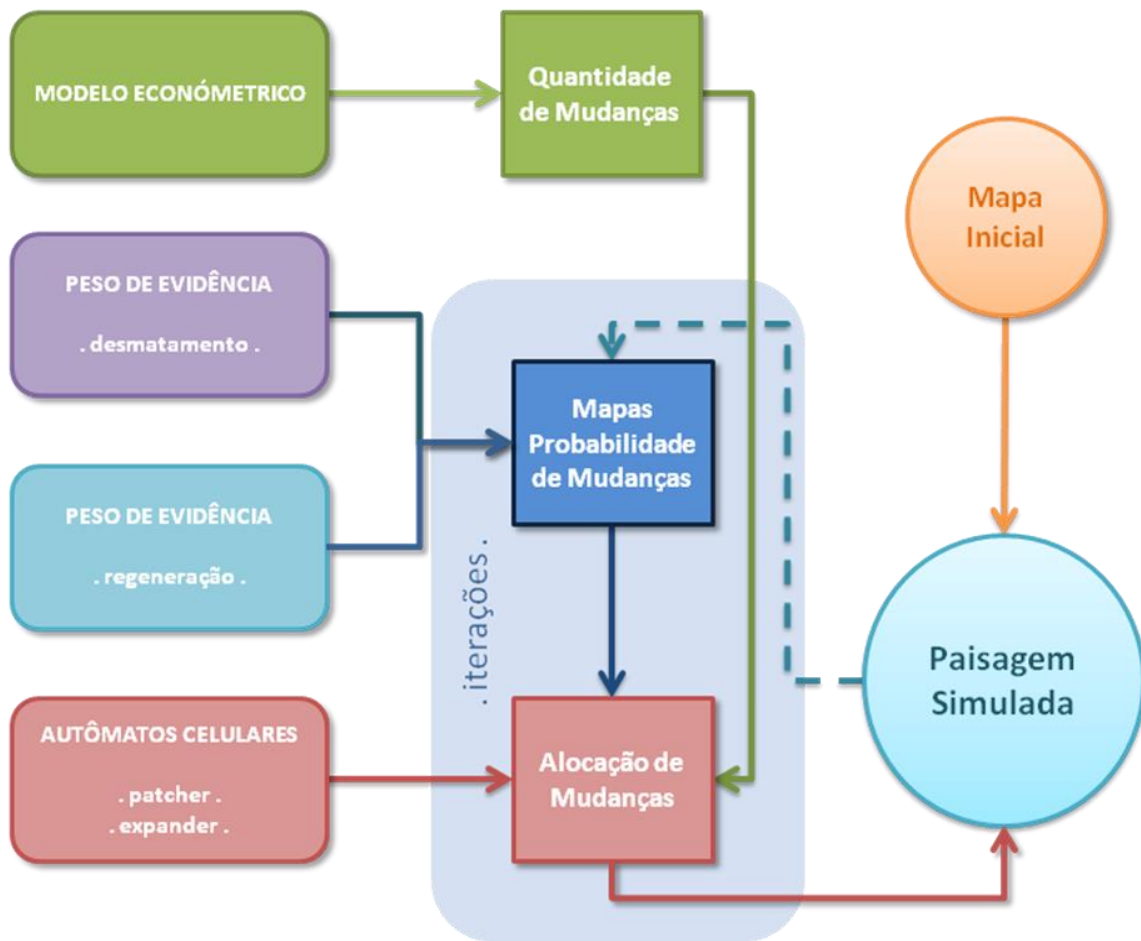 MODELO ECONÓMETRICO
Quantidade
de Mudanças
Mapa
Inicial
PESO DE EVIDÊNCIA
. desmatamento .
Mapas
Probabilidade
de Mudanças
PESO DE EVIDÊNCIA
. regeneração .
. iterações .
Paisagem
Simulada
AUTÔMATOS CELULARES
. patcher .
. expander .
Alocação de
Mudanças